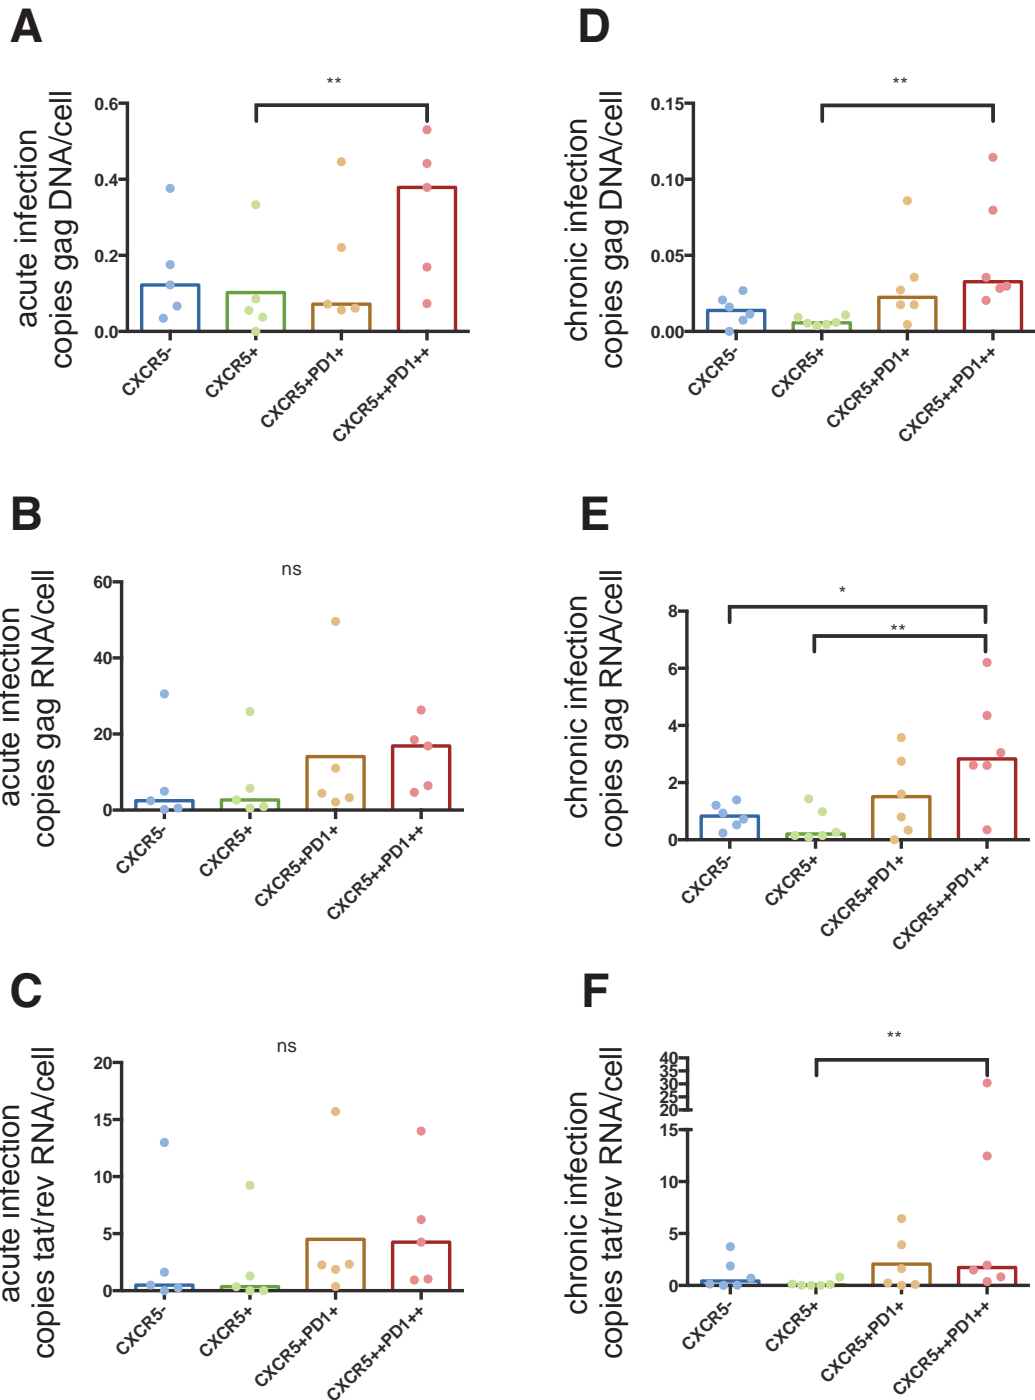 A
**
acute infection
copies gag DNA/cell
0.6
0.4
0.2
0.0
CXCR5-
CXCR5+
CXCR5+PD1+
CXCR5++PD1++
D
**
chronic infection
copies gag DNA/cell
0.15
0.10
0.05
0.00
CXCR5-
CXCR5+
CXCR5+PD1+
CXCR5++PD1++
B
ns
acute infection
copies gag RNA/cell
60
40
20
0
CXCR5-
CXCR5+
CXCR5+PD1+
CXCR5++PD1++
E
*
**
chronic infection
copies gag RNA/cell
8
6
4
2
0
CXCR5-
CXCR5+
CXCR5+PD1+
CXCR5++PD1++
C
ns
acute infection
copies tat/rev RNA/cell
20
15
10
5
0
CXCR5-
CXCR5+
CXCR5+PD1+
CXCR5++PD1++
F
**
chronic infection
copies tat/rev RNA/cell
40
35
30
25
20
15
10
5
0
CXCR5-
CXCR5+
CXCR5+PD1+
CXCR5++PD1++